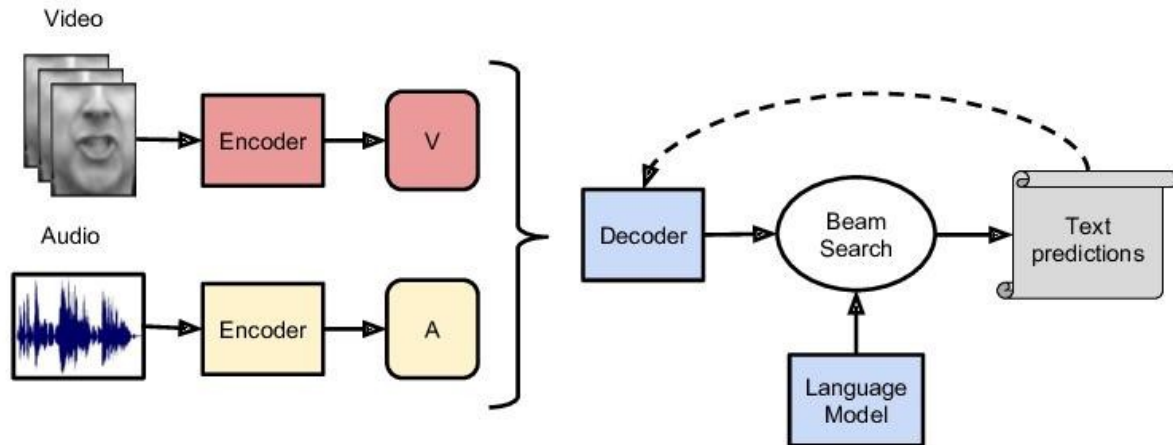 Video
Encoder
V
Audio
Encoder
A
Decoder
Beam
Search
Text
predictions
Language
Model